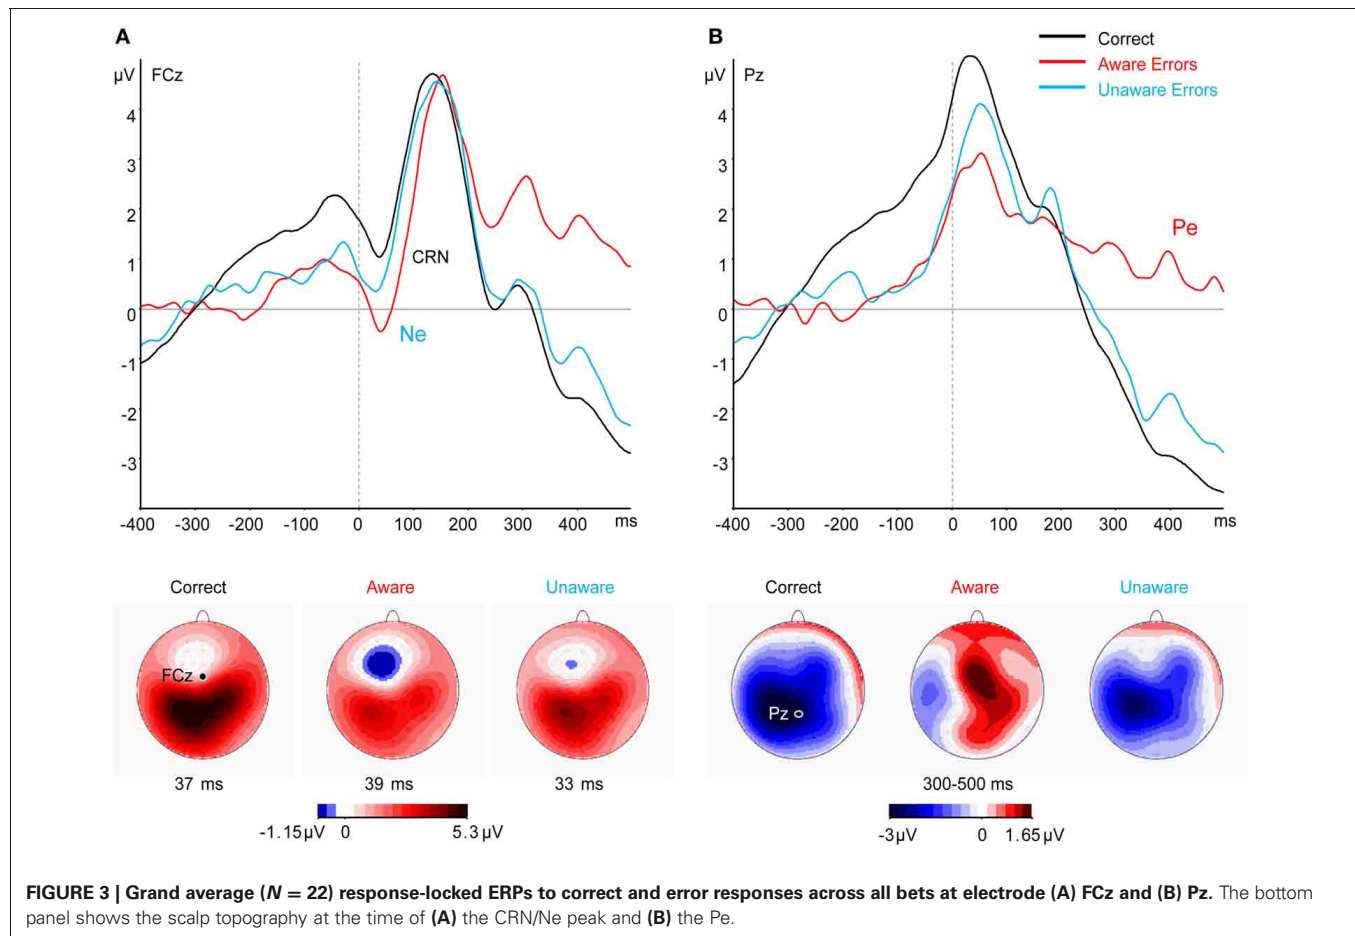 A
B
Correct
Aware Errors
Unaware Errors
μV FCz
μV Pz
4
3
2
1
0
-1
-2
-3
CRN
Ne
-400 -300 -200 -100 0 100 200 300 400 ms
4
3
2
1
0
-1
-2
-3
Pe
-400 -300 -200 -100 0 100 200 300 400 ms
Correct Aware Unaware
FCz
37 ms 39 ms 33 ms
-1.15μV 0 5.3μV
Correct Aware Unaware
Pz
300-500 ms
-3μV 0 1.65μV
FIGURE 3 | Grand average (N = 22) response-locked ERPs to correct and error responses across all bets at electrode (A) FCz and (B) Pz. The bottom
panel shows the scalp topography at the time of (A) the CRN/Ne peak and (B) the Pe.